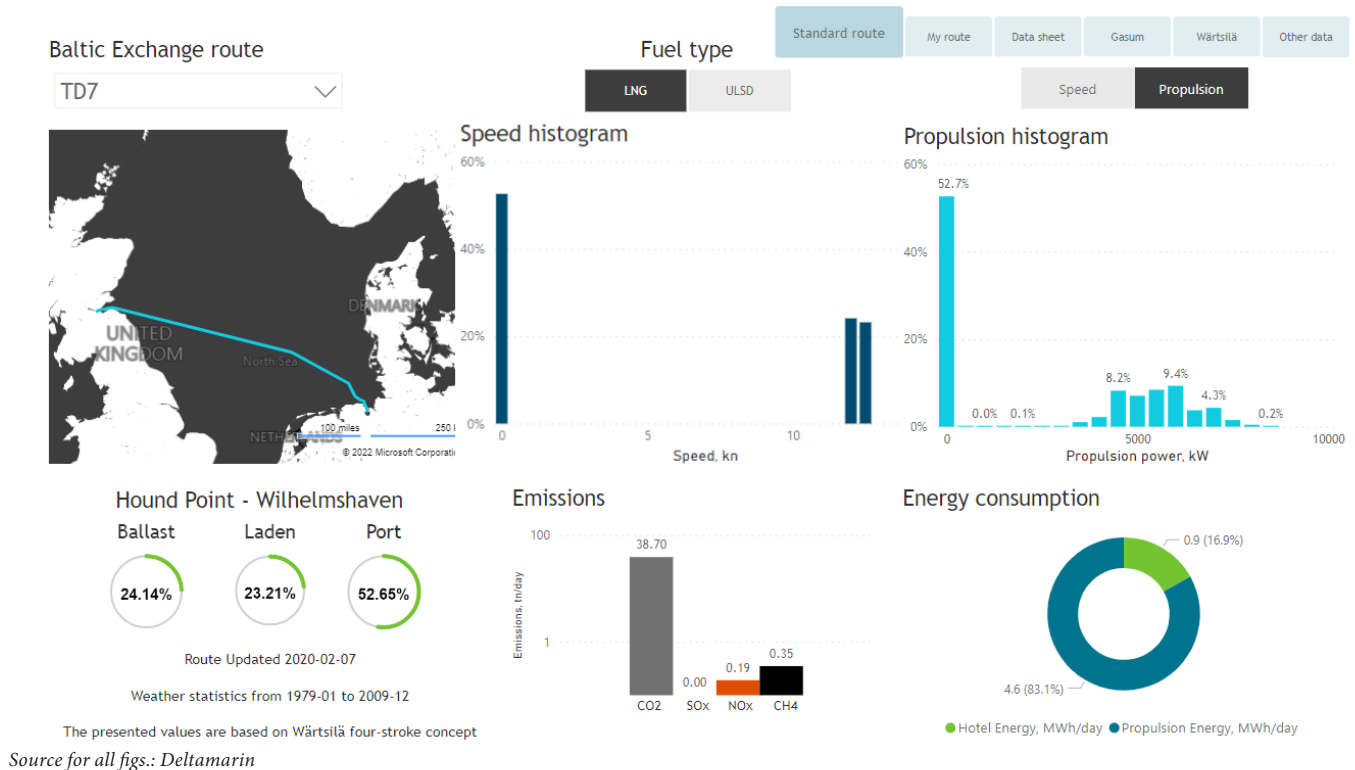 Standard route
My route
Data sheet
Gasum
Wärtsilä
Other data
Baltic Exchange route
TD7
Fuel type
LNG
ULSD
Speed
Propulsion
UNITED
KINGDOM
North Sea
DENMARK
NETHERLANDS
100 miles
250
© 2022 Microsoft Corporati
Speed histogram
60%
40%
20%
0%
0
5
10
Speed, kn
Propulsion histogram
60%
40%
20%
0%
52.7%
0.0%
0.1%
8.2%
9.4%
4.3%
0.2%
0
5000
10000
Propulsion power, kW
Hound Point - Wilhelmshaven
Ballast
Laden
Port
24.14%
23.21%
52.65%
Route Updated 2020-02-07
Weather statistics from 1979-01 to 2009-12
The presented values are based on Wärtsilä four-stroke concept
Emissions
Emissions, tn/day
100
1
38.70
0.00
0.19
0.35
CO2
SOx
NOx
CH4
Energy consumption
0.9 (16.9%)
4.6 (83.1%)
Hotel Energy, MWh/day
Propulsion Energy, MWh/day
Source for all figs.: Deltamarin